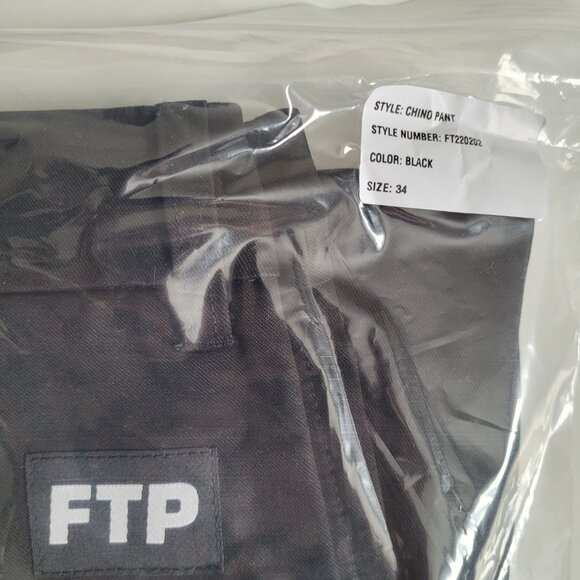 STYLE: CHINO PANT
STYLE NUMBER: FT220202
COLOR: BLACK
SIZE: 34
FTP